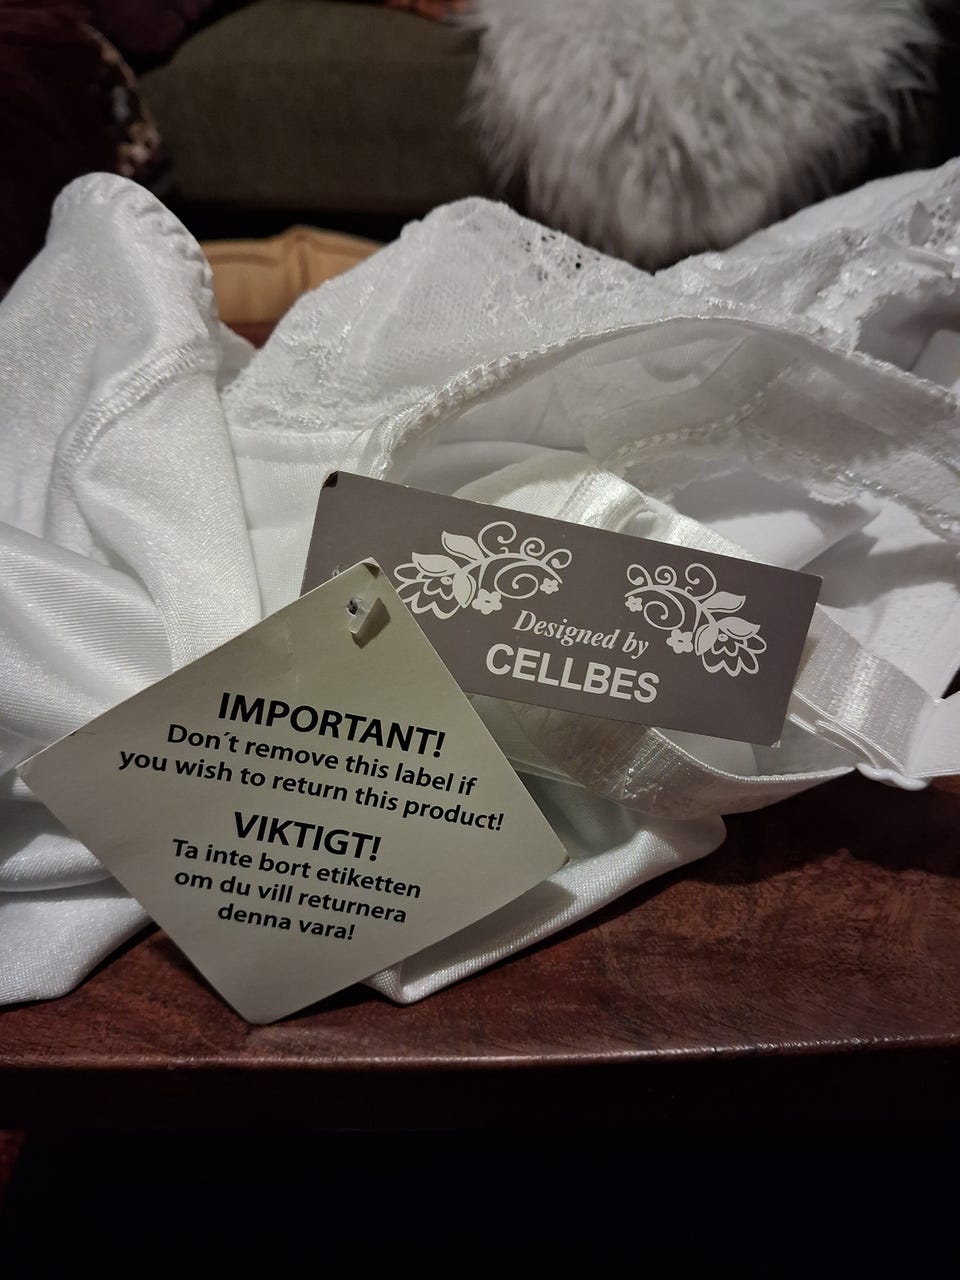 Designed by
CELLBES
IMPORTANT!
Don´t remove this label if
you wish to return this product!
VIKTIGT!
Ta inte bort etiketten
om du vill returnera
denna vara!